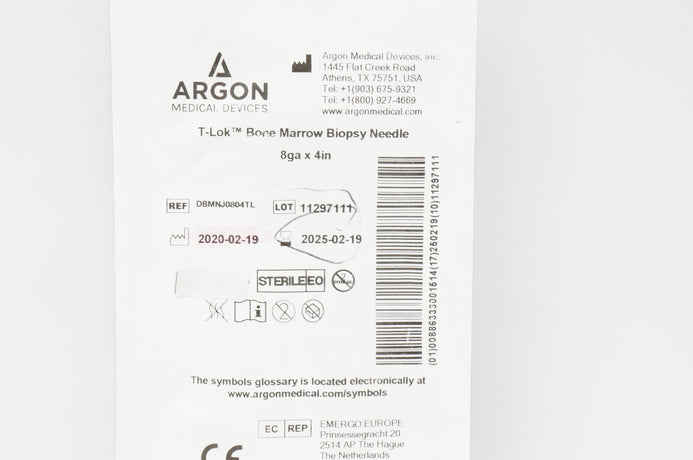 ARGON
MEDICAL DEVICES
Argon Medical Devices, Inc.
1445 Flat Creek Road
Athens, TX 75751, USA
Tel: +1(903) 675-9321
Tel: +1(800) 927-4669
www.argonmedical.com
T-Lok™ Bone Marrow Biopsy Needle
8ga x 4in
REF DBMNJ0804TL LOT 11297111
2020-02-19 2025-02-19
STERILE EO
i
2
The symbols glossary is located electronically at
www.argonmedical.com/symbols
EC REP
EMERGO EUROPE
Prinsessegracht 20
2514 AP The Hague
The Netherlands
CE
(01)00886333001514(17)250219(10)11297111